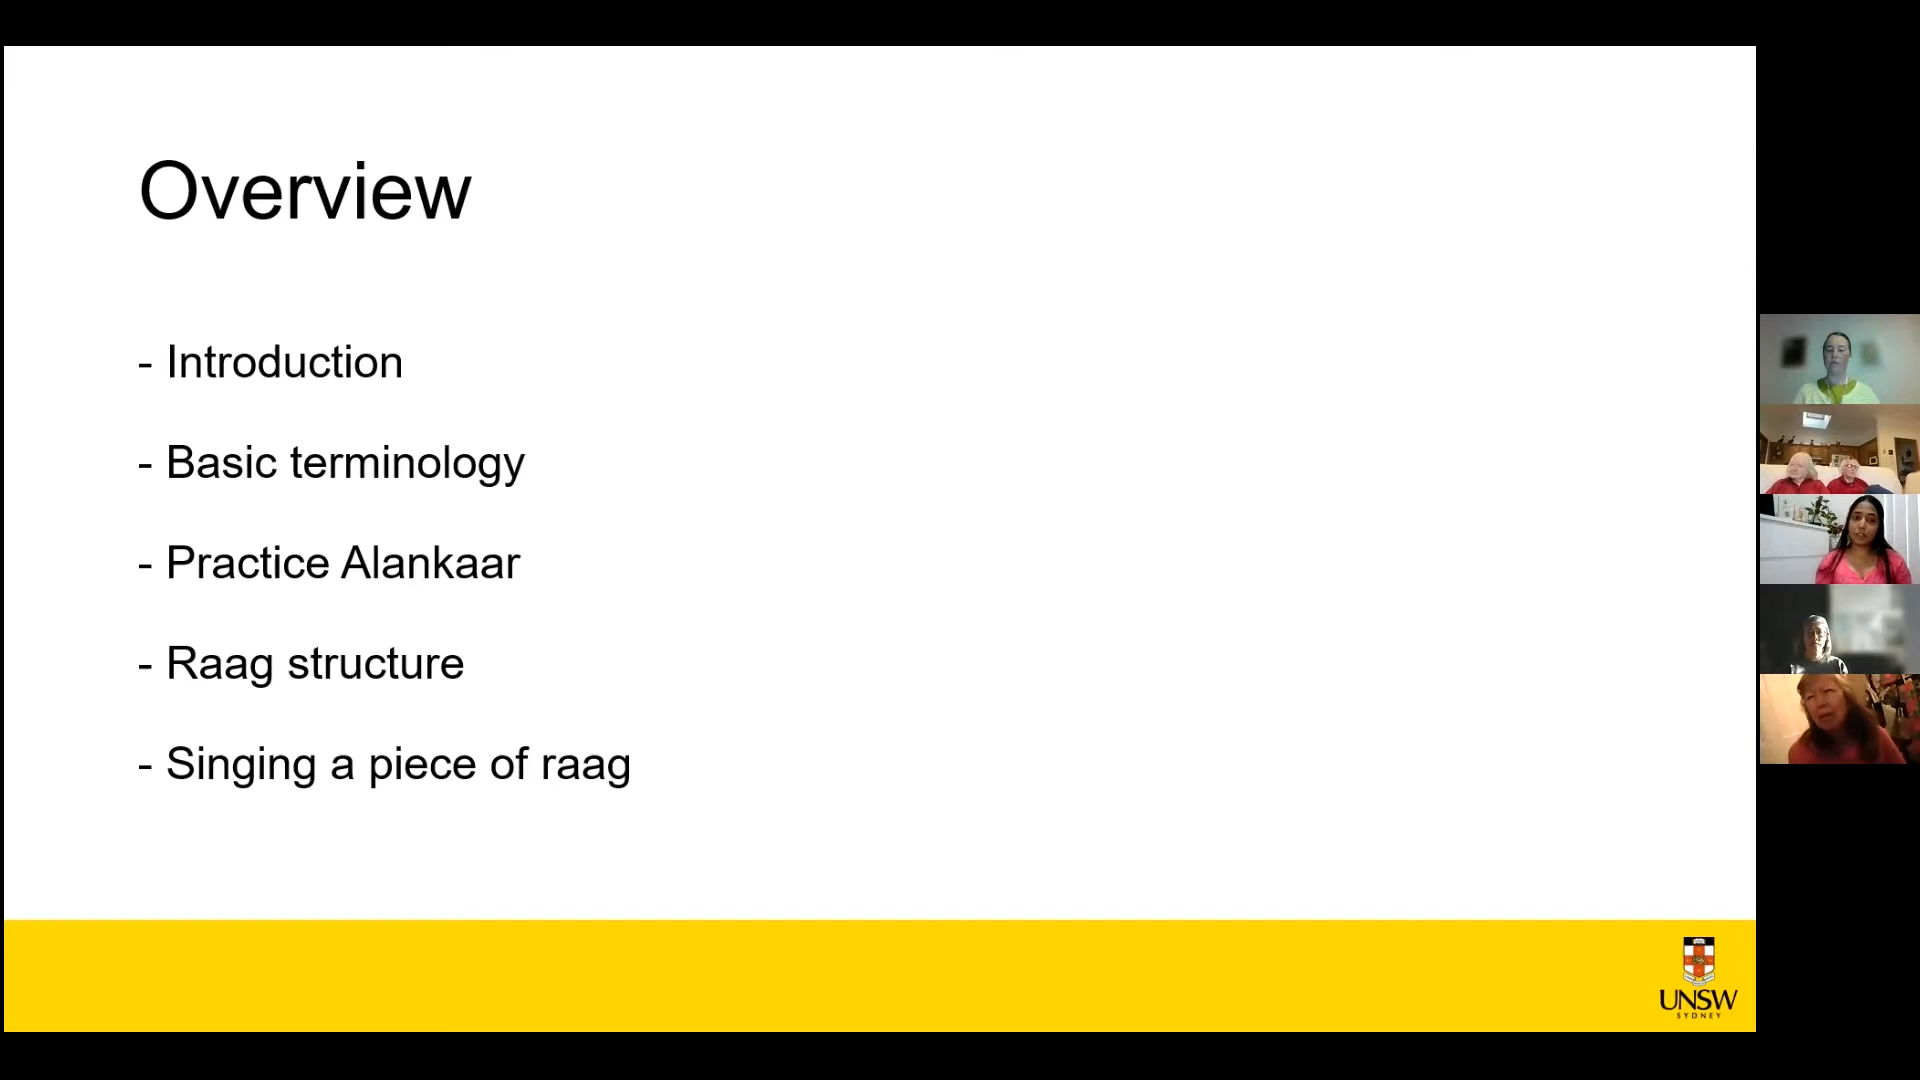 Overview
- Introduction
- Basic terminology
- Practice Alankaar
- Raag structure
- Singing a piece of raag
UNSW
SYDNEY